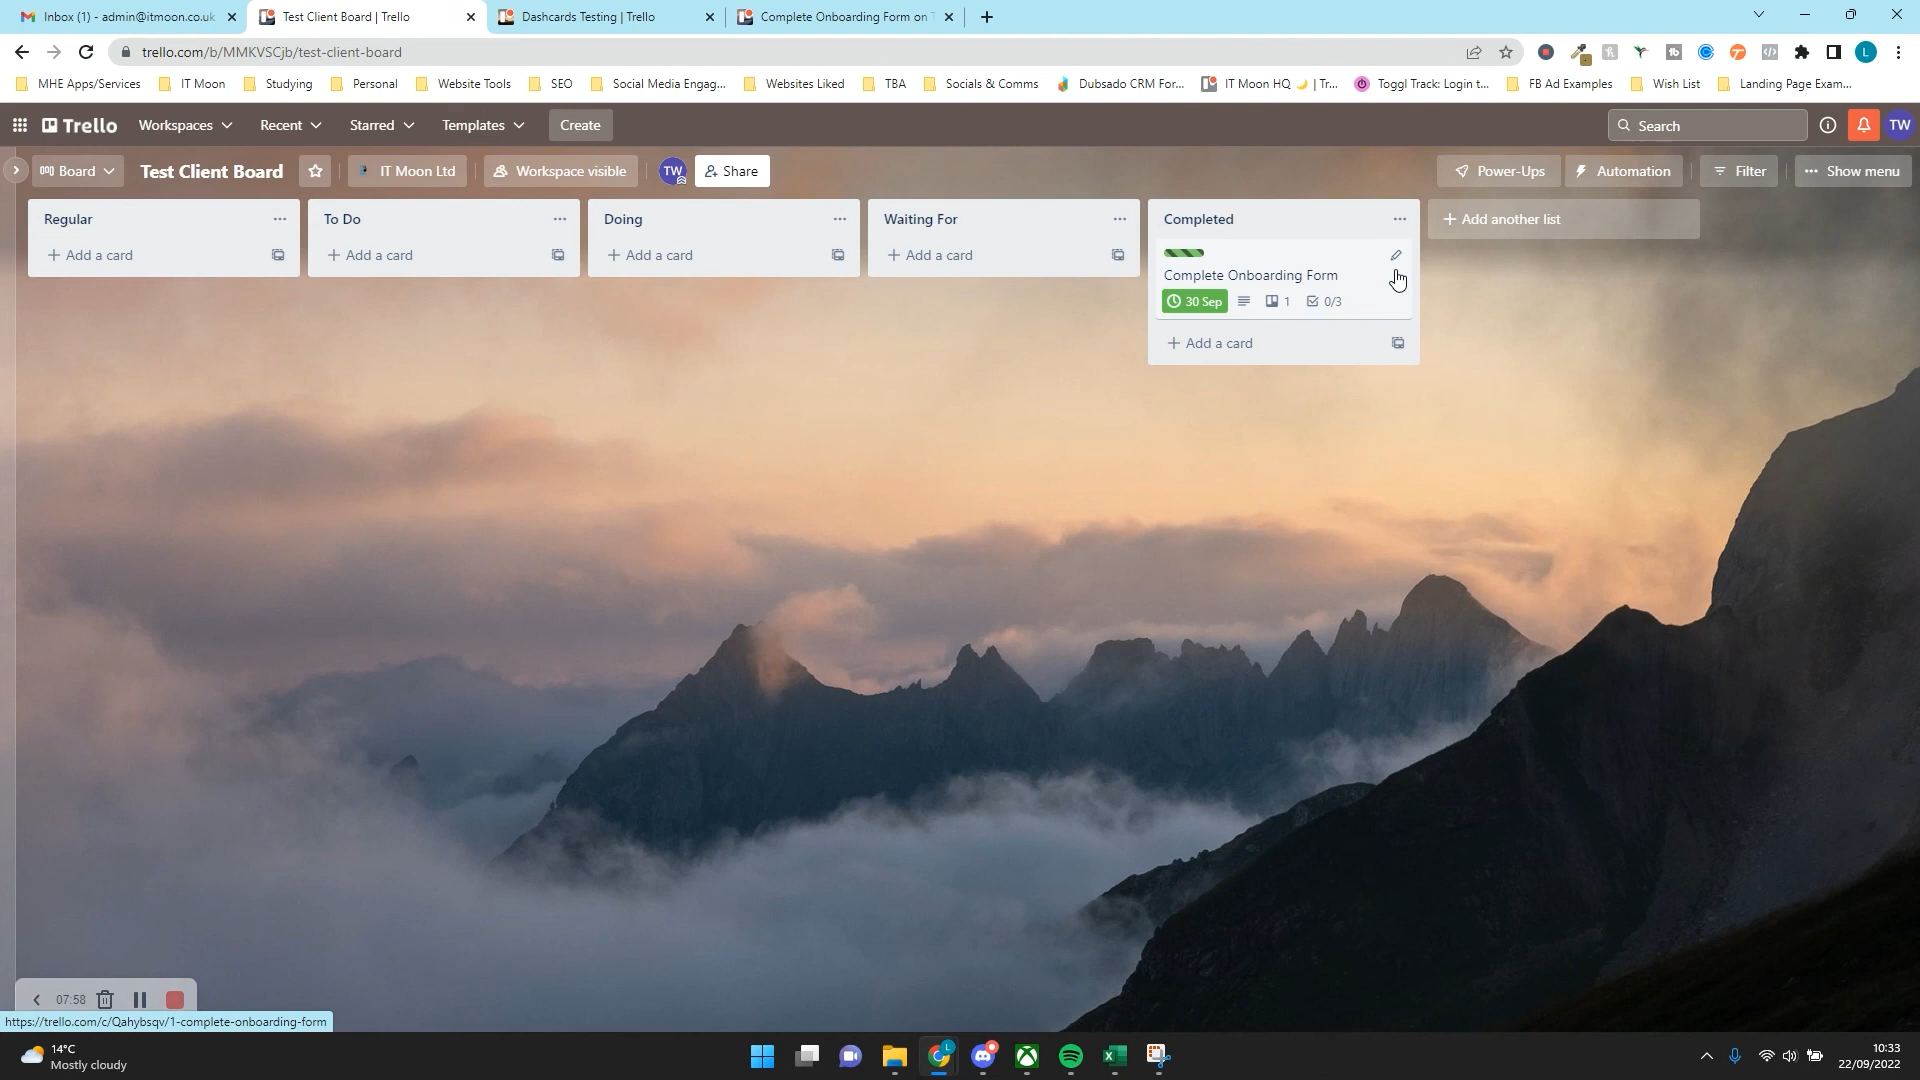 Inbox (1) - admin@itmoon.co.uk
Test Client Board | Trello
Dashcards Testing | Trello
Complete Onboarding Form on T
trello.com/b/MMKVSCjb/test-client-board
MHE Apps/Services
IT Moon
Studying
Personal
Website Tools
SEO
Social Media Engag...
Websites Liked
TBA
Socials & Comms
Dubsado CRM For...
IT Moon HQ 🌙 | Tr...
Toggl Track: Login t...
FB Ad Examples
Wish List
Landing Page Exam...
Trello
Workspaces
Recent
Starred
Templates
Create
Search
TW
Board
Test Client Board
IT Moon Ltd
Workspace visible
TW
Share
Power-Ups
Automation
Filter
Show menu
Regular
To Do
Doing
Waiting For
Completed
+ Add another list
+ Add a card
+ Add a card
+ Add a card
+ Add a card
Complete Onboarding Form
30 Sep
1
0/3
+ Add a card
07:58
https://trello.com/c/Qahybsqv/1-complete-onboarding-form
14°C
Mostly cloudy
10:33
22/09/2022